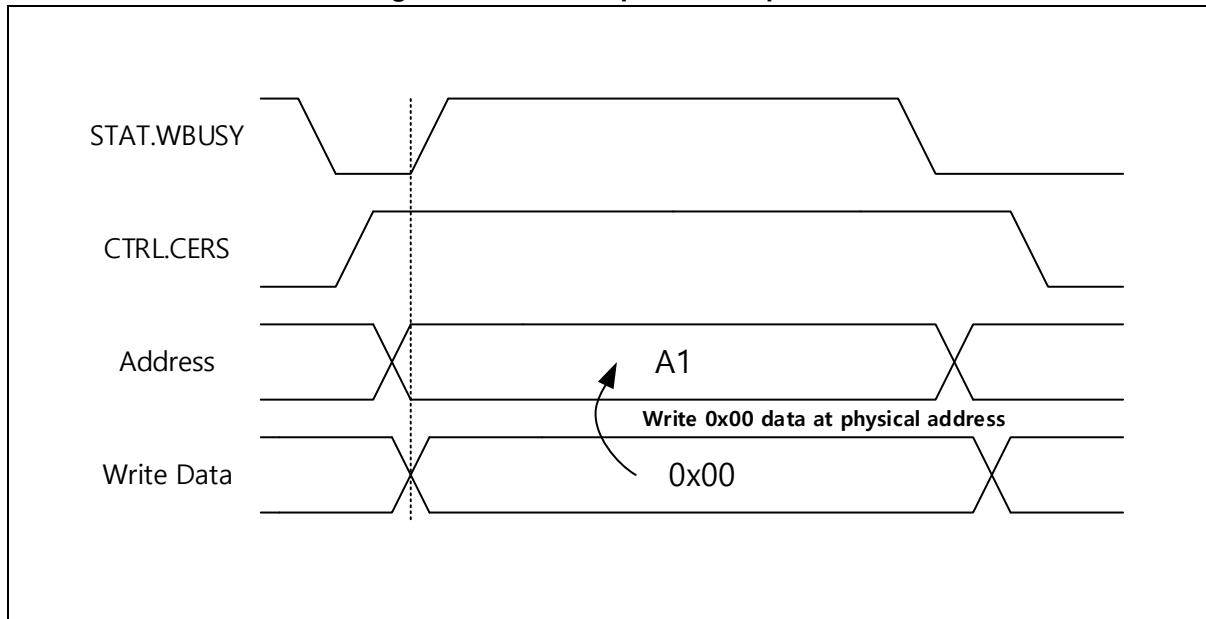 STAT.WBUSY
CTRL.CERS
Address
A1
Write 0x00 data at physical address
Write Data
0x00